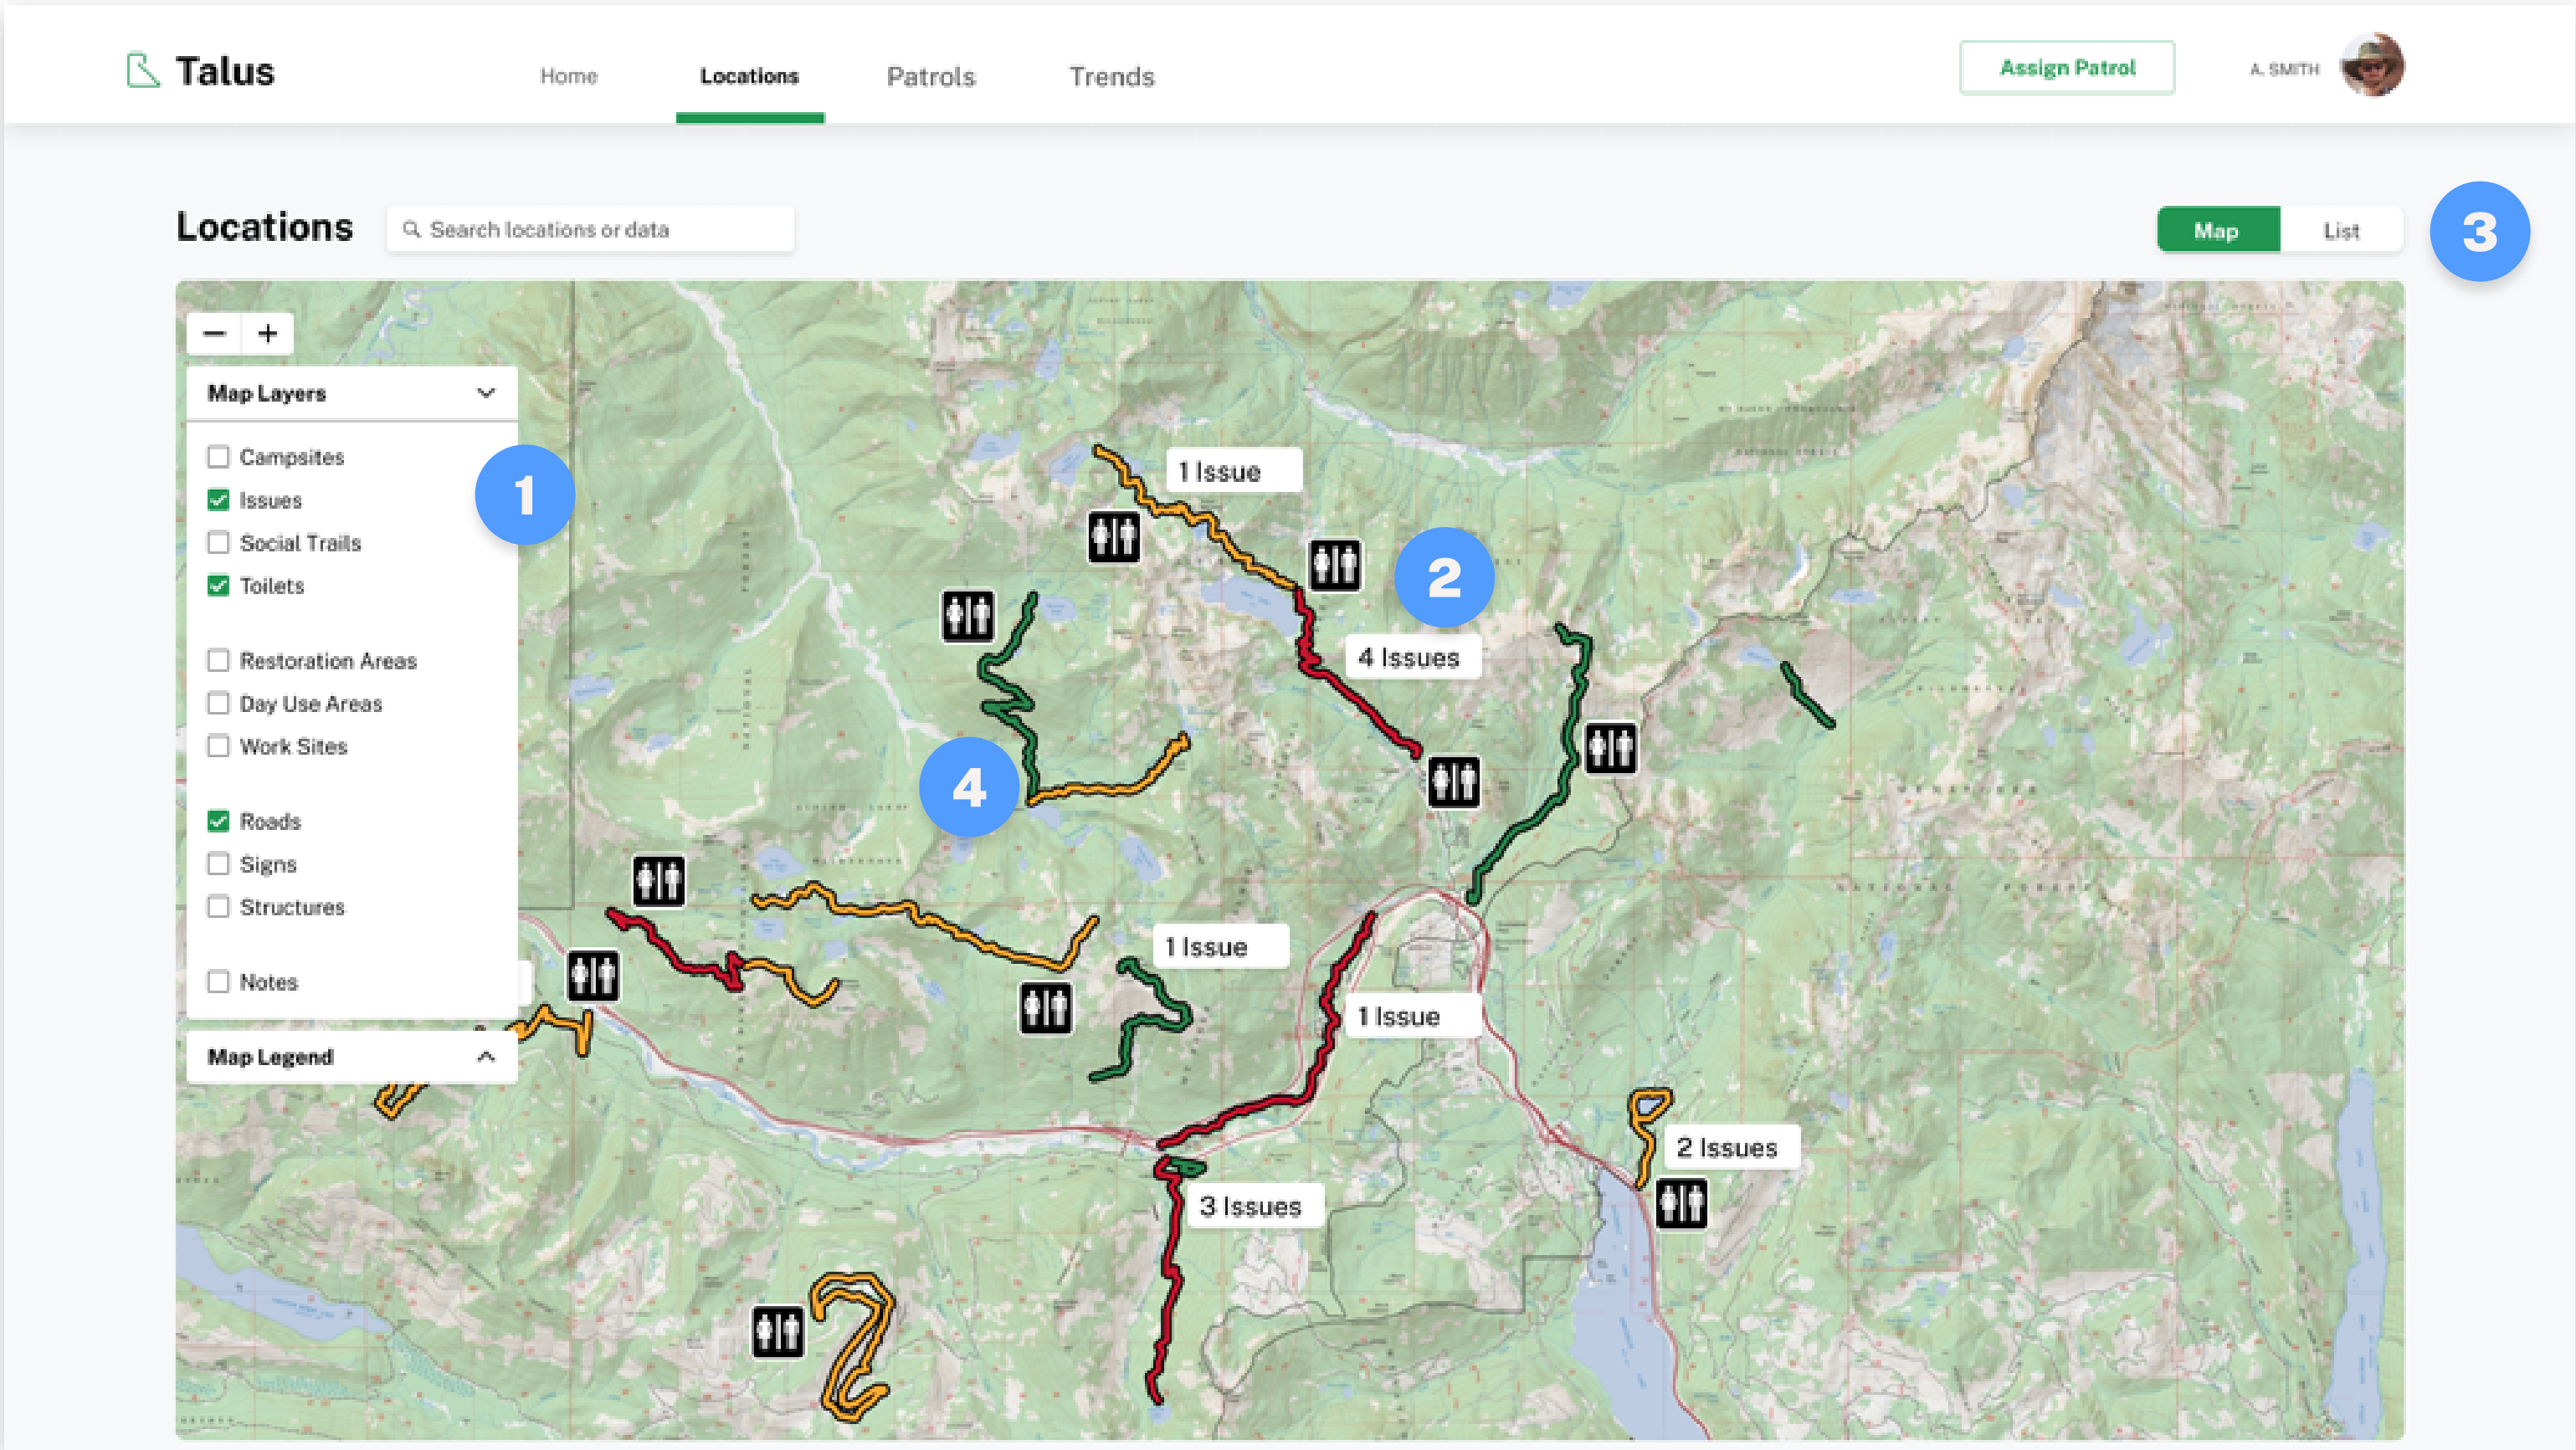 Talus
Home
Locations
Patrols
Trends
Assign Patrol
A. SMITH
Locations
Search locations or data
Map
List
3
Map Layers
Campsites
Issues
Social Trails
Toilets
Restoration Areas
Day Use Areas
Work Sites
Roads
Signs
Structures
Notes
Map Legend
1
1 Issue
2
4 Issues
4
1 Issue
1 Issue
2 Issues
3 Issues
NATIONAL FOREST